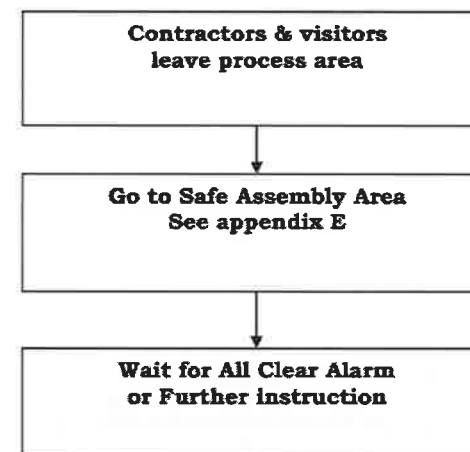 Contractors & visitors
leave process area
Go to Safe Assembly Area
See appendix E
Wait for All Clear Alarm
or Further instruction